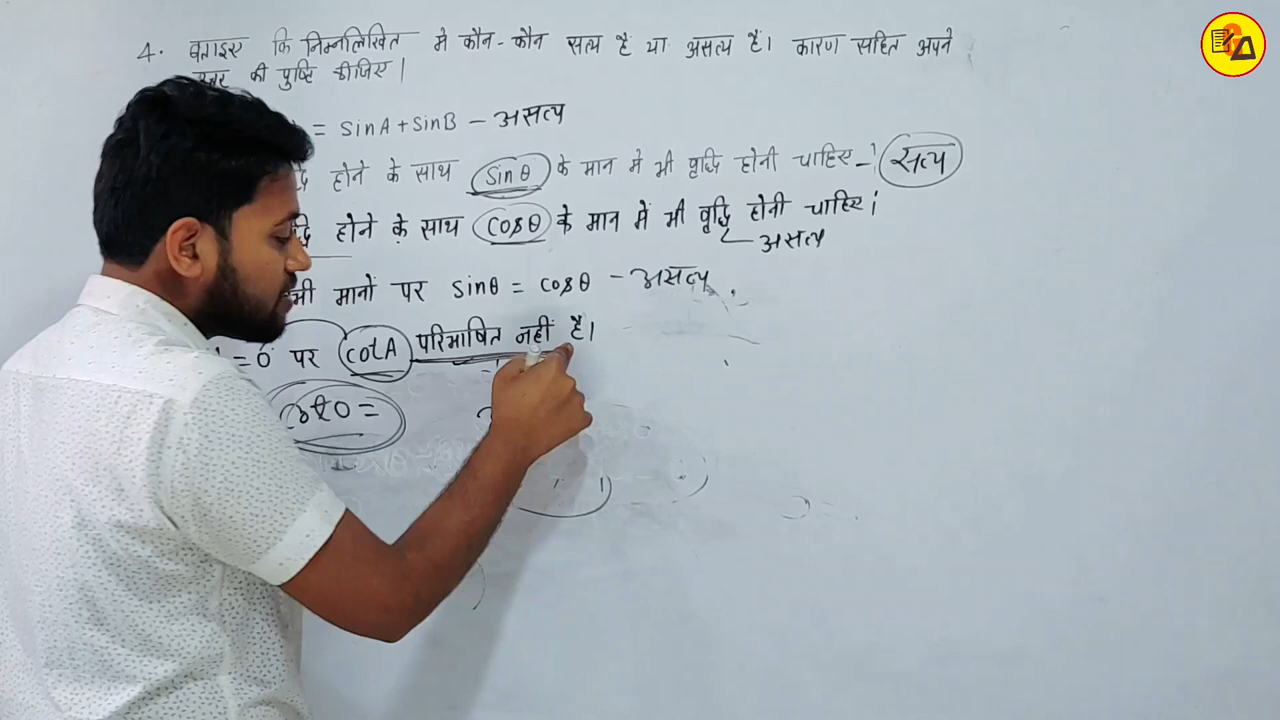 4. बताइए कि निम्नलिखित में कौन-कौन सत्य हैं या असत्य हैं। कारण सहित अपने
उत्तर की पुष्टि कीजिए।
= sinA + sinB - असत्य
होने के साथ sinθ के मान में भी वृद्धि होनी चाहिए - सत्य
होने के साथ cosθ के मान में भी वृद्धि होनी चाहिए।
असत्य
मानों पर sinθ = cosθ - असत्य
= 0 पर cotA परिभाषित नहीं है।
cot0 =